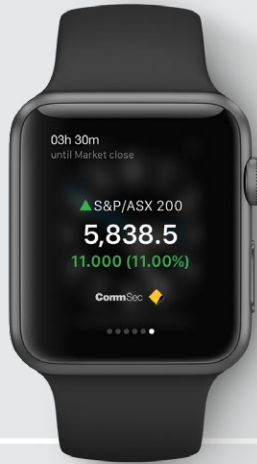 03h 30m
until Market close
▲S&P/ASX 200
5,838.5
11.000 (11.00%)
CommSec